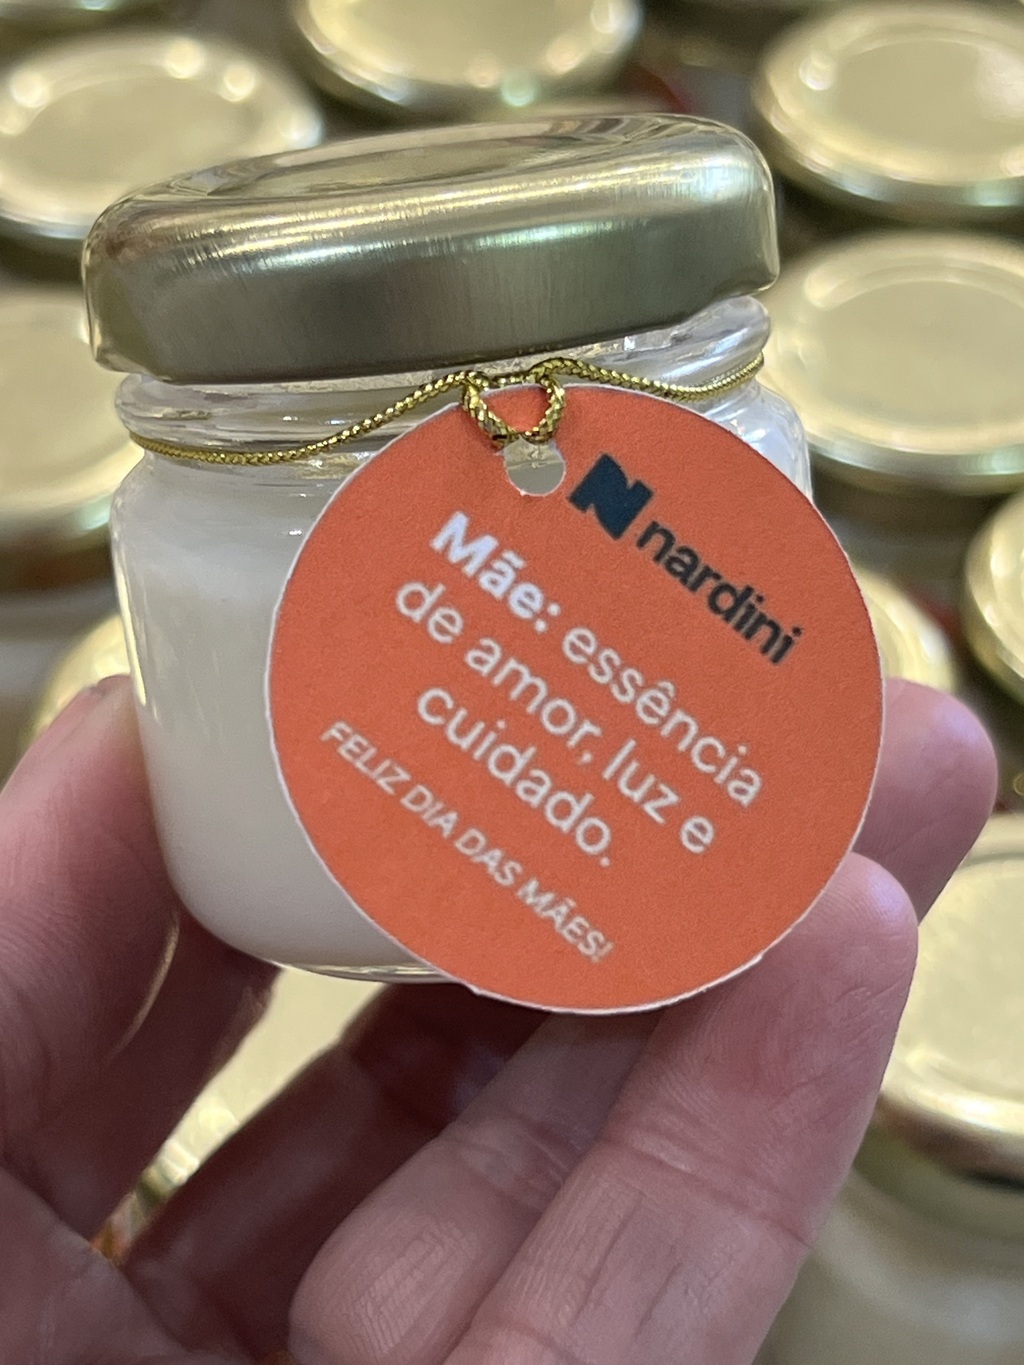 nardini
Mãe: essência
de amor, luz e
cuidado.
FELIZ DIA DAS MÃES!